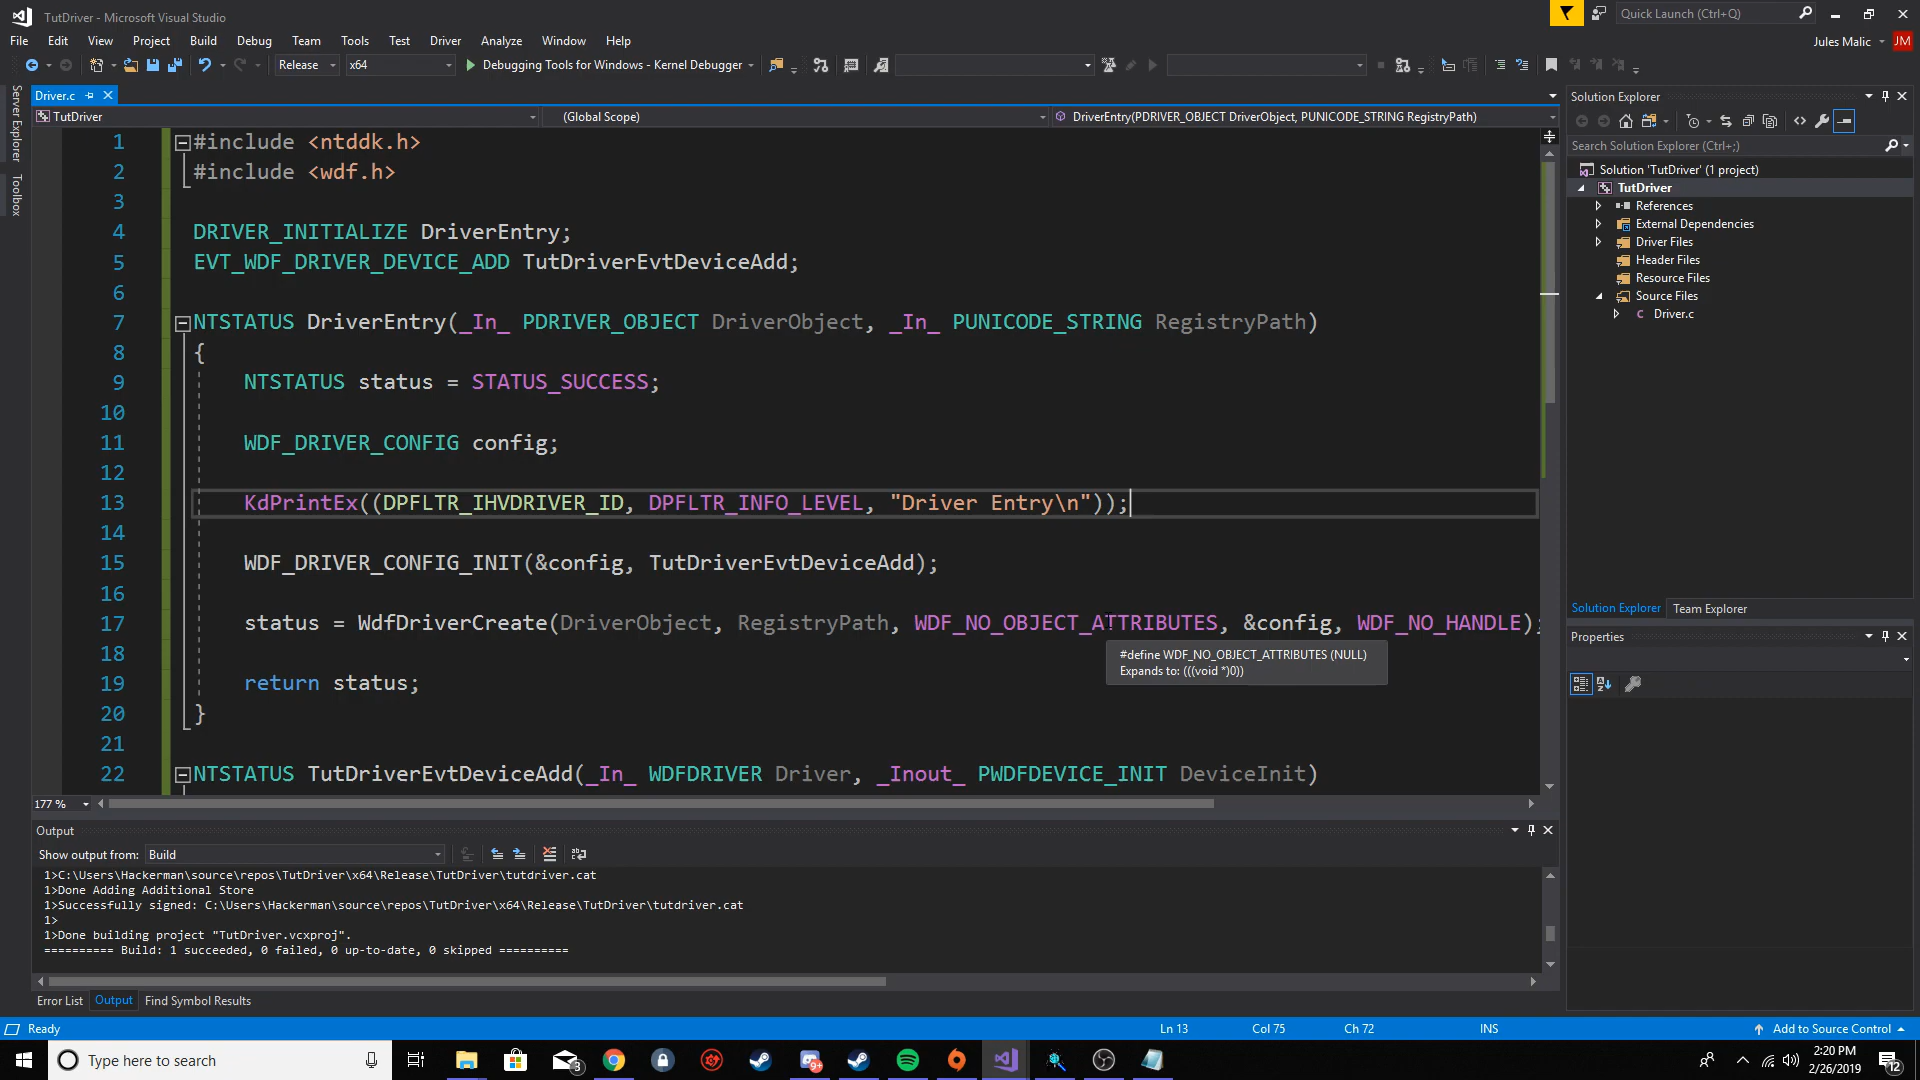 TutDriver - Microsoft Visual Studio
Quick Launch (Ctrl+Q)
File Edit View Project Build Debug Team Tools Test Driver Analyze Window Help
Jules Malic JM
Release x64 Debugging Tools for Windows - Kernel Debugger
Server Explorer
Toolbox
Driver.c
TutDriver (Global Scope) DriverEntry(PDRIVER_OBJECT DriverObject, PUNICODE_STRING RegistryPath)
1 #include <ntddk.h>
2 #include <wdf.h>
3
4 DRIVER_INITIALIZE DriverEntry;
5 EVT_WDF_DRIVER_DEVICE_ADD TutDriverEvtDeviceAdd;
6
7 NTSTATUS DriverEntry(_In_ PDRIVER_OBJECT DriverObject, _In_ PUNICODE_STRING RegistryPath)
8 {
9 NTSTATUS status = STATUS_SUCCESS;
10
11 WDF_DRIVER_CONFIG config;
12
13 KdPrintEx((DPFLTR_IHVDRIVER_ID, DPFLTR_INFO_LEVEL, "Driver Entry\n"));
14
15 WDF_DRIVER_CONFIG_INIT(&config, TutDriverEvtDeviceAdd);
16
17 status = WdfDriverCreate(DriverObject, RegistryPath, WDF_NO_OBJECT_ATTRIBUTES, &config, WDF_NO_HANDLE);
18
#define WDF_NO_OBJECT_ATTRIBUTES (NULL)
Expands to: (((void *)0))
19 return status;
20 }
21
22 NTSTATUS TutDriverEvtDeviceAdd(_In_ WDFDRIVER Driver, _Inout_ PWDFDEVICE_INIT DeviceInit)
177 %
Solution Explorer
Search Solution Explorer (Ctrl+;)
Solution 'TutDriver' (1 project)
TutDriver
References
External Dependencies
Driver Files
Header Files
Resource Files
Source Files
C Driver.c
Solution Explorer Team Explorer
Properties
Output
Show output from: Build
1>C:\Users\Hackerman\source\repos\TutDriver\x64\Release\TutDriver\tutdriver.cat
1>Done Adding Additional Store
1>Successfully signed: C:\Users\Hackerman\source\repos\TutDriver\x64\Release\TutDriver\tutdriver.cat
1>
1>Done building project "TutDriver.vcxproj".
========== Build: 1 succeeded, 0 failed, 0 up-to-date, 0 skipped ==========
Error List Output Find Symbol Results
Ready Ln 13 Col 75 Ch 72 INS Add to Source Control
Type here to search
3
9+
2:20 PM
2/26/2019
12